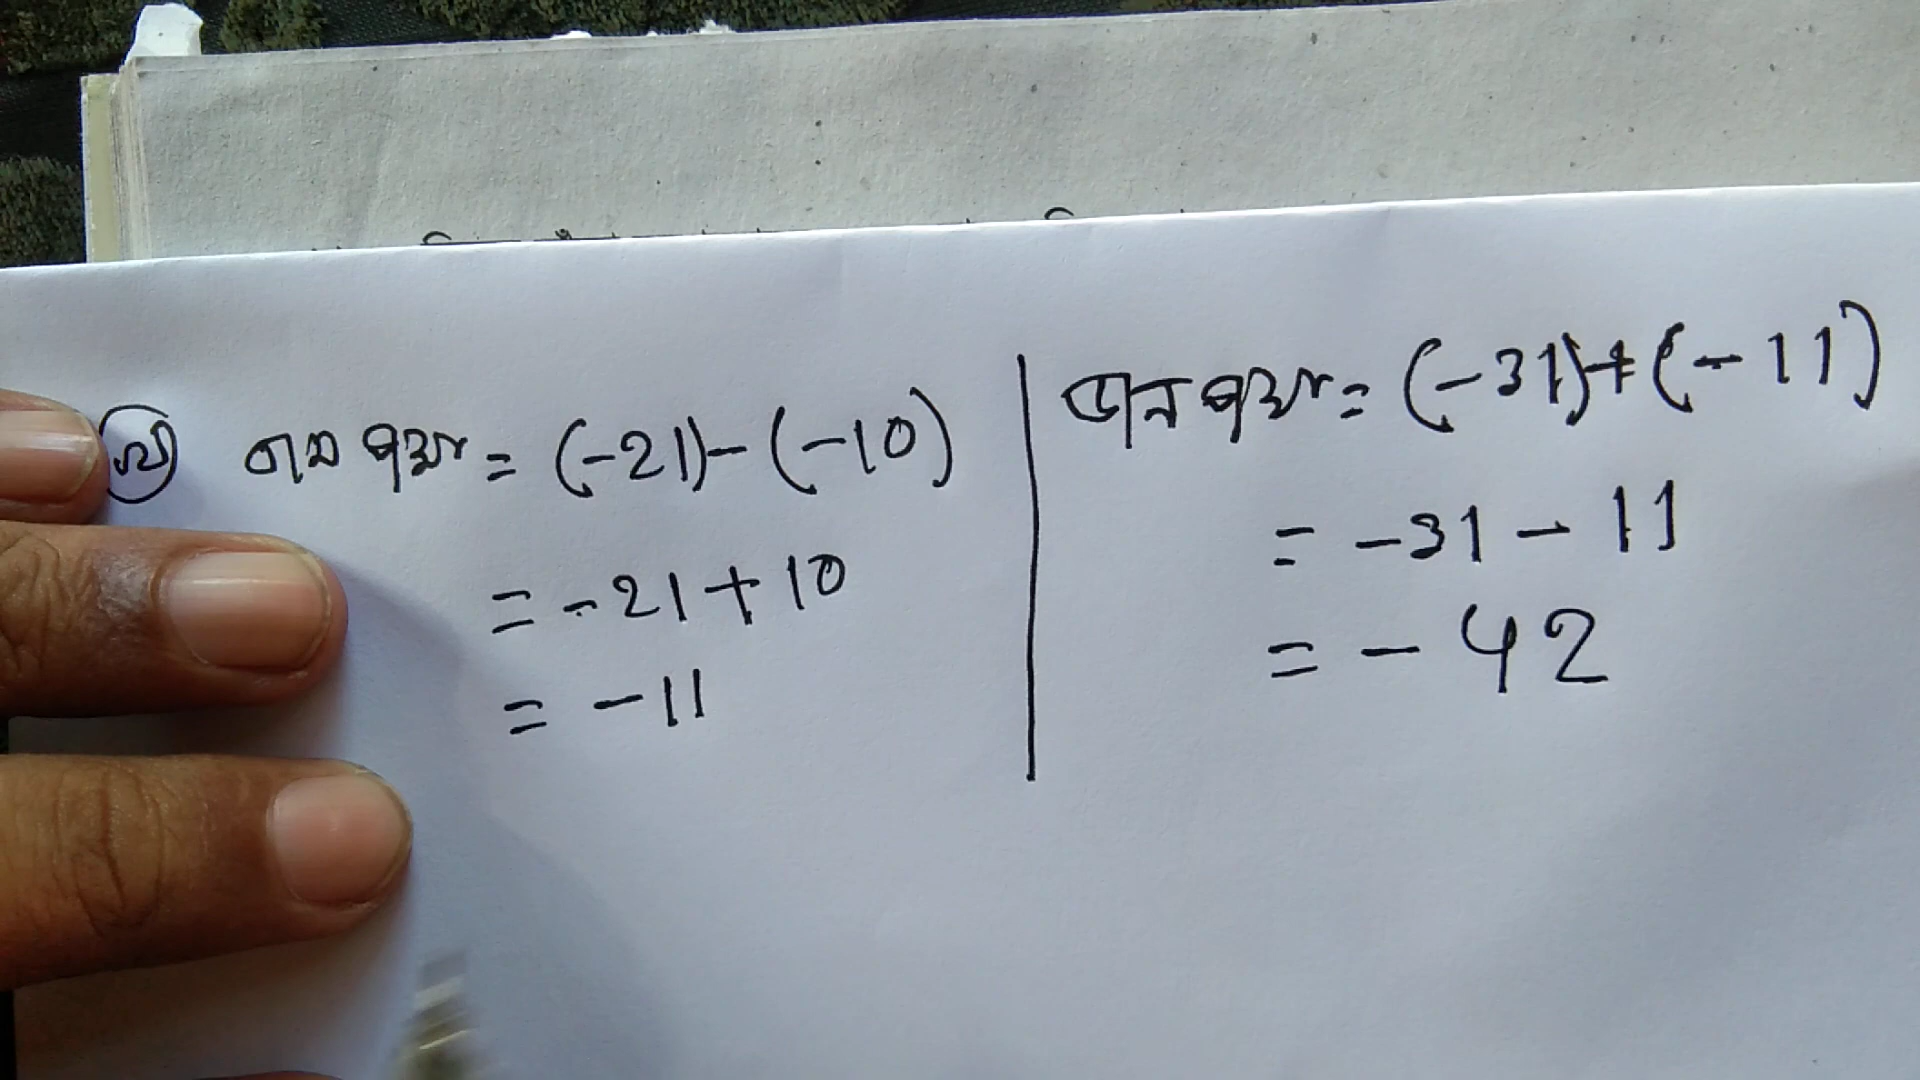 (খ) বাম পক্ষ = (-21)-(-10)
= -21+10
= -11
ডান পক্ষ = (-31)+(-11)
= -31-11
= -42